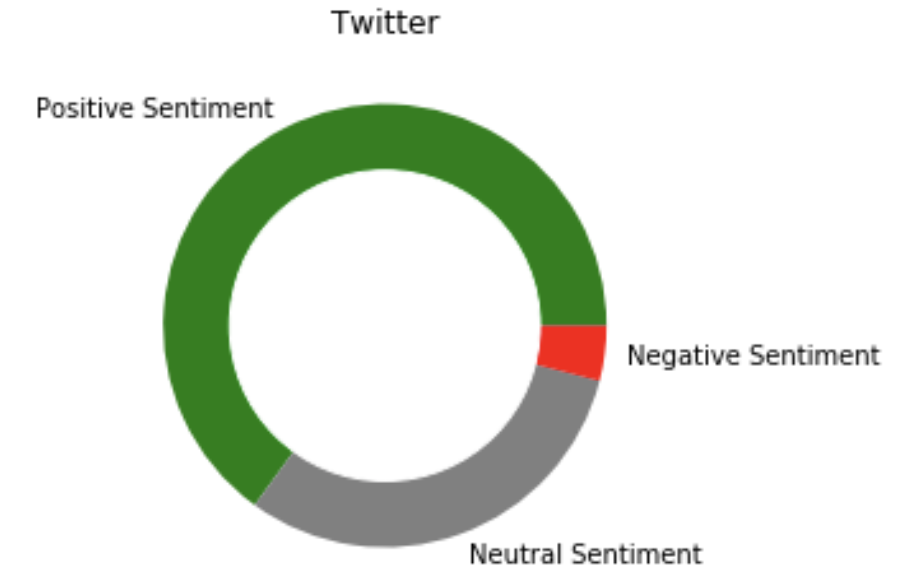 Twitter
Positive Sentiment
Negative Sentiment
Neutral Sentiment